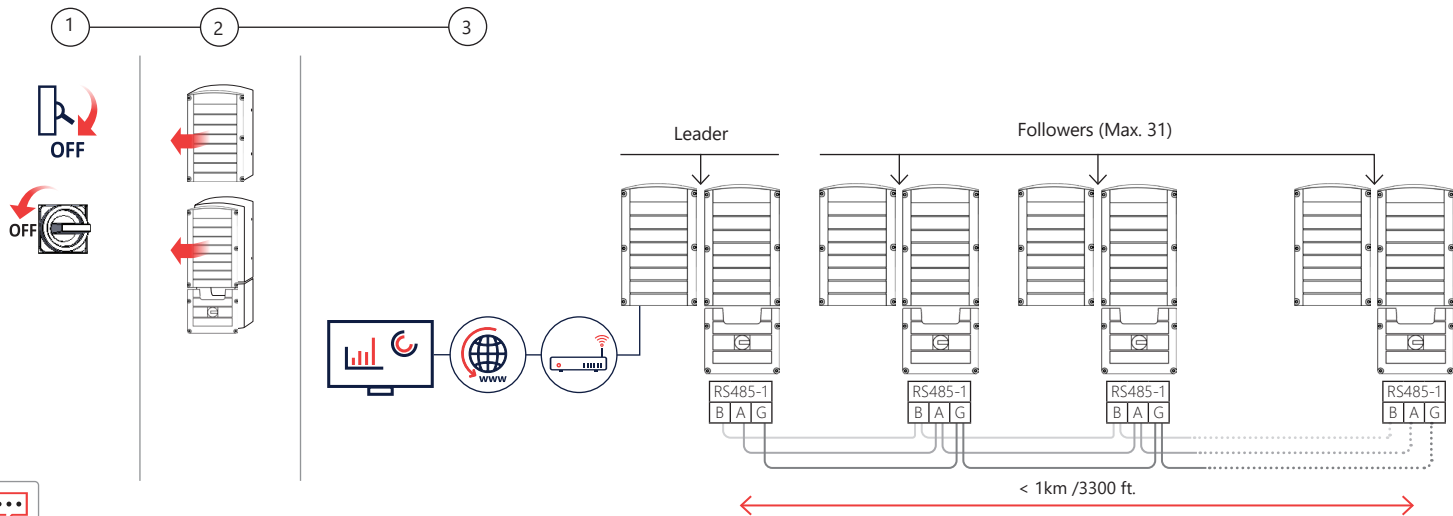 1
2
3
OFF
OFF
www
Leader
Followers (Max. 31)
RS485-1
B A G
RS485-1
B A G
RS485-1
B A G
RS485-1
B A G
< 1km /3300 ft.